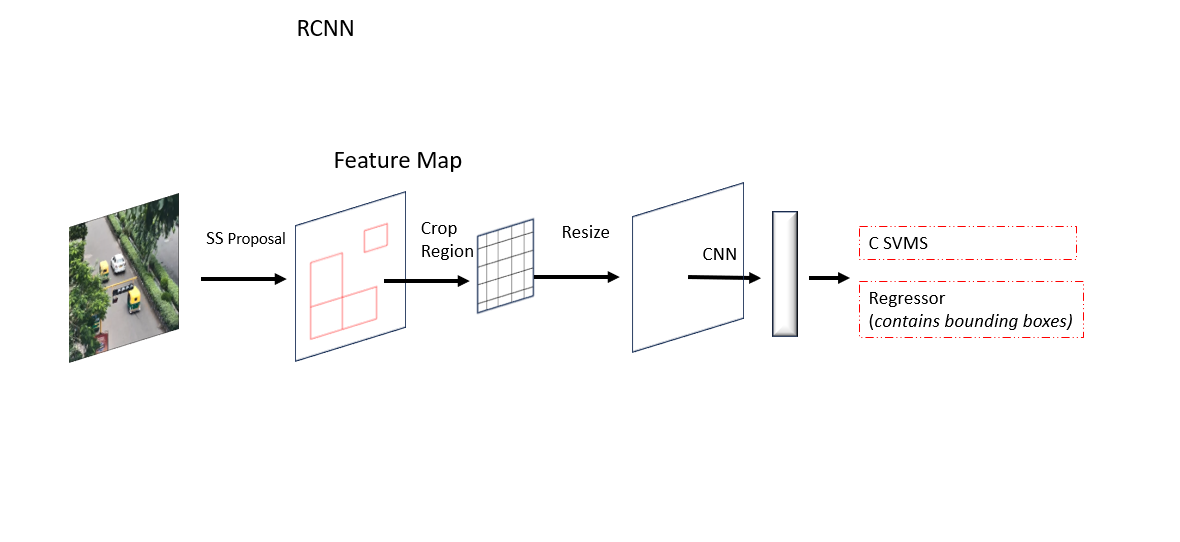 RCNN
Feature Map
SS Proposal
Crop
Region
Resize
CNN
C SVMS
Regressor
(contains bounding boxes)